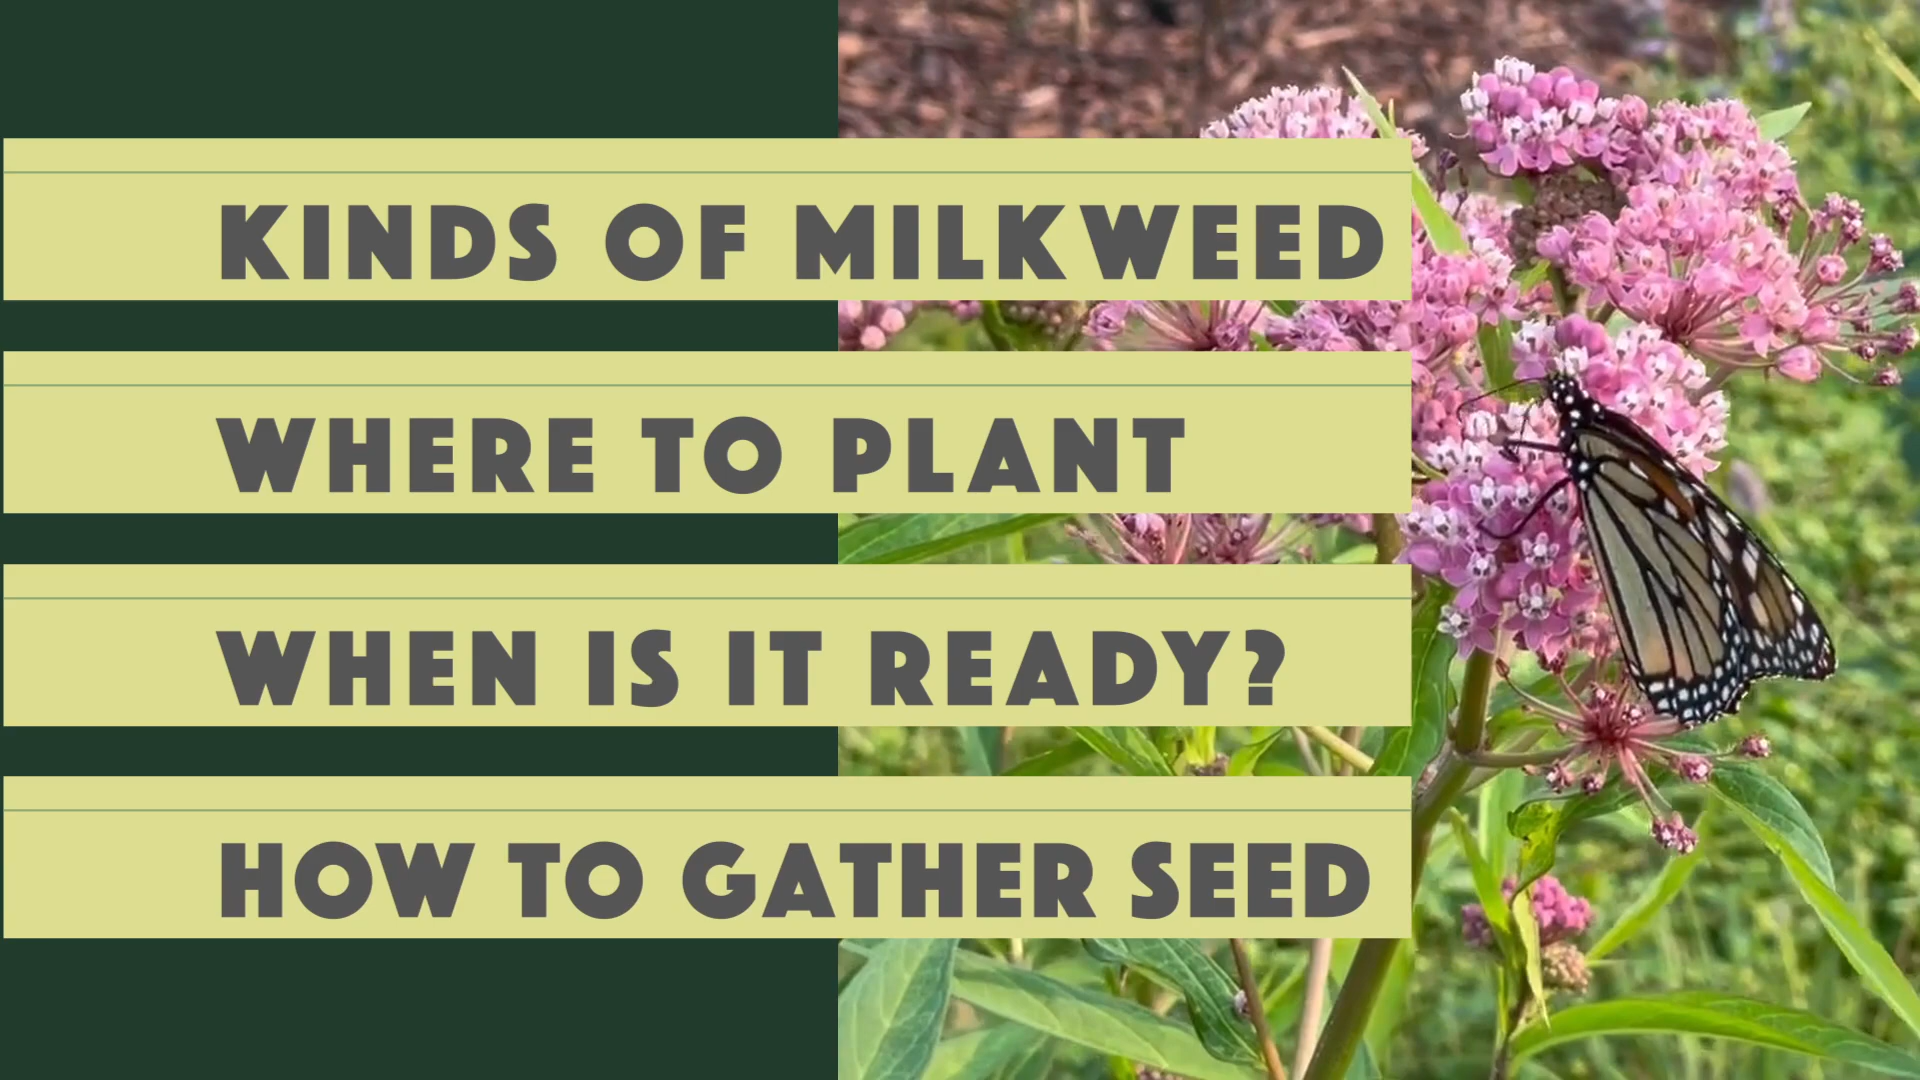 KINDS OF MILKWEED
WHERE TO PLANT
WHEN IS IT READY?
HOW TO GATHER SEED